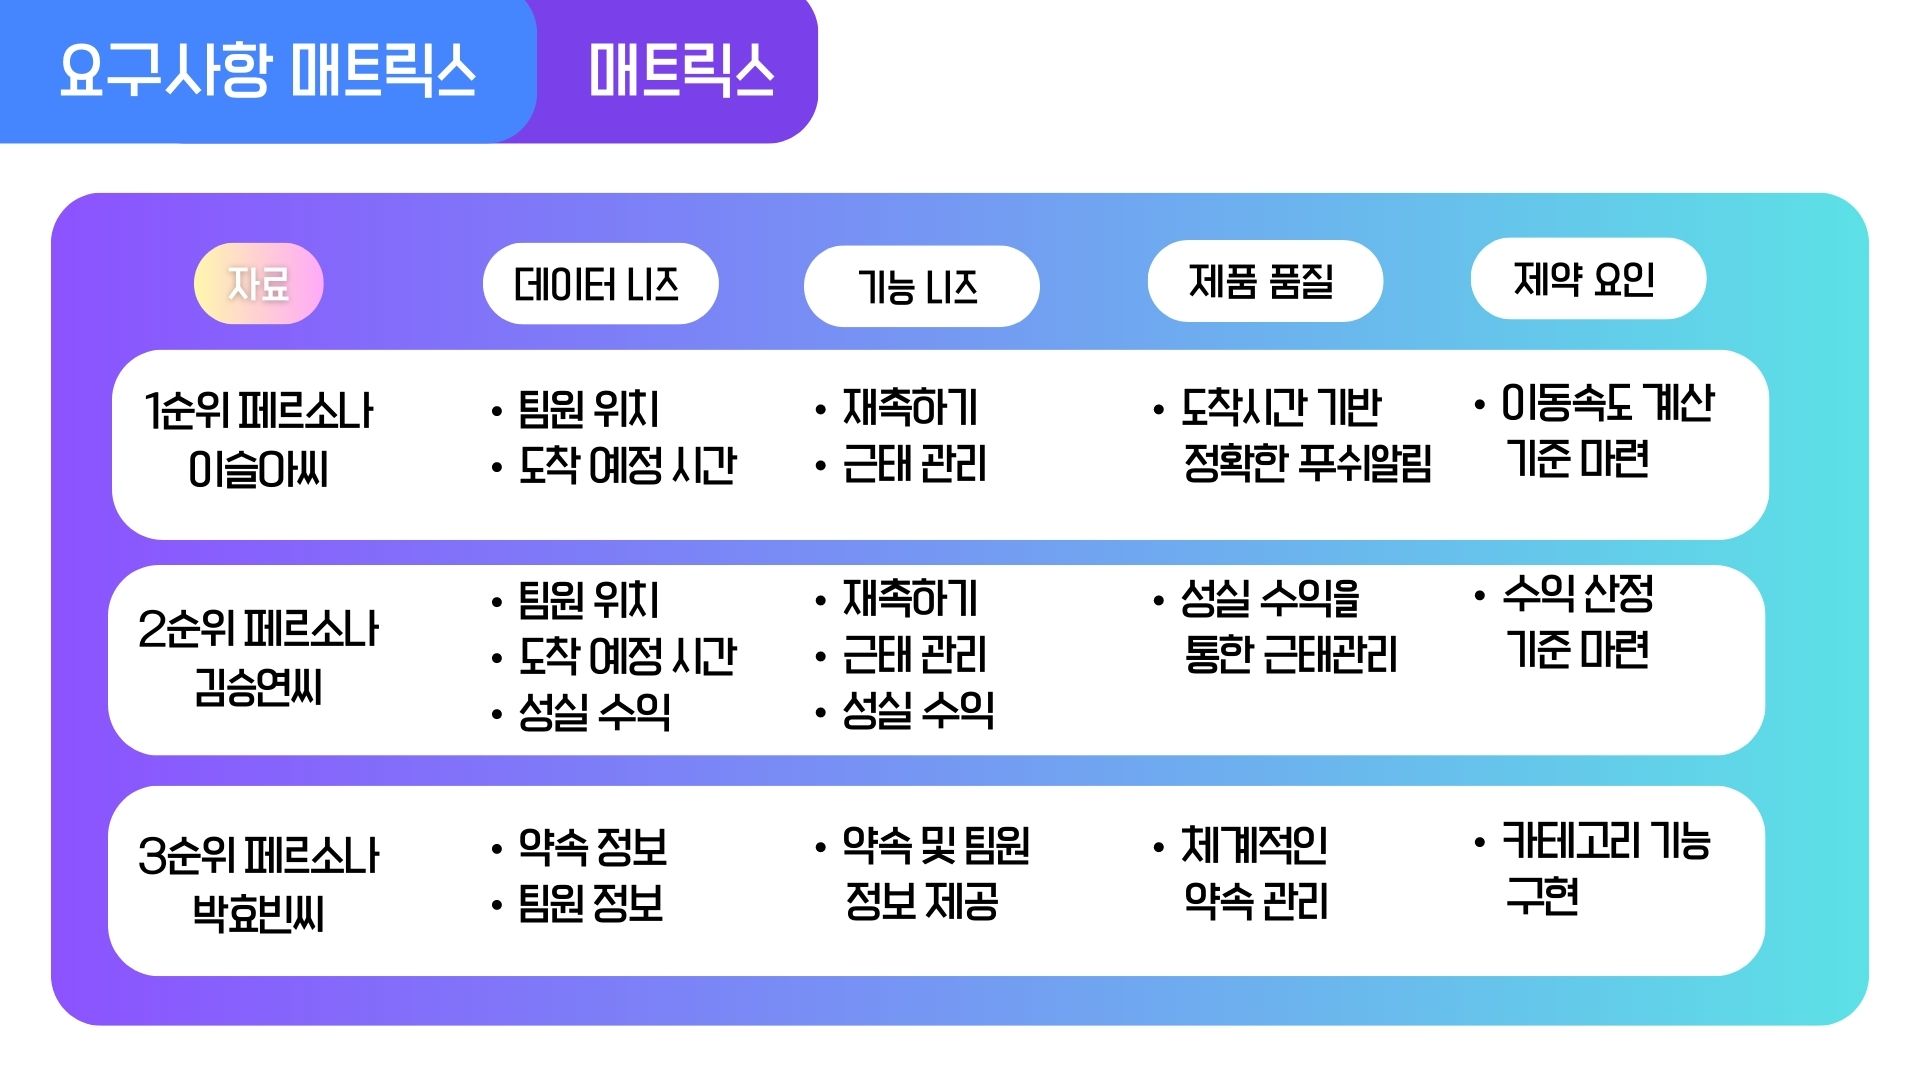 요구사항 매트릭스
매트릭스
자료
데이터 니즈
기능 니즈
제품 품질
제약 요인
1순위 페르소나
이슬아씨
• 팀원 위치
• 도착 예정 시간
• 재촉하기
• 근태 관리
• 도착시간 기반
정확한 푸쉬알림
• 이동속도 계산
기준 마련
2순위 페르소나
김승연씨
• 팀원 위치
• 도착 예정 시간
• 성실 수익
• 재촉하기
• 근태 관리
• 성실 수익
• 성실 수익을
통한 근태관리
• 수익 산정
기준 마련
3순위 페르소나
박효빈씨
• 약속 정보
• 팀원 정보
• 약속 및 팀원
정보 제공
• 체계적인
약속 관리
• 카테고리 기능
구현